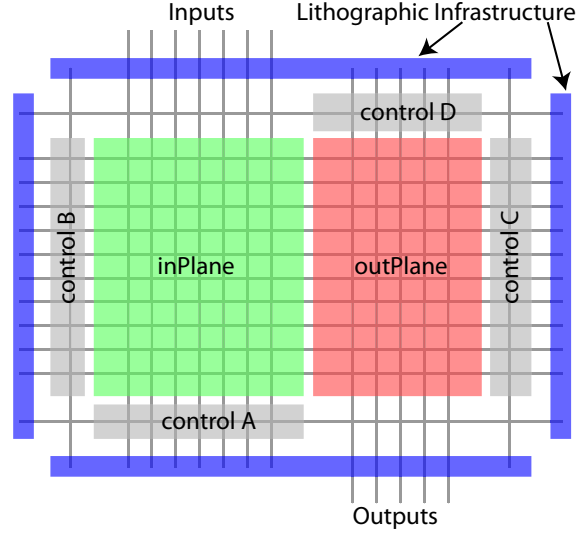 Inputs
Lithographic Infrastructure
control D
control B
inPlane
outPlane
control C
control A
Outputs